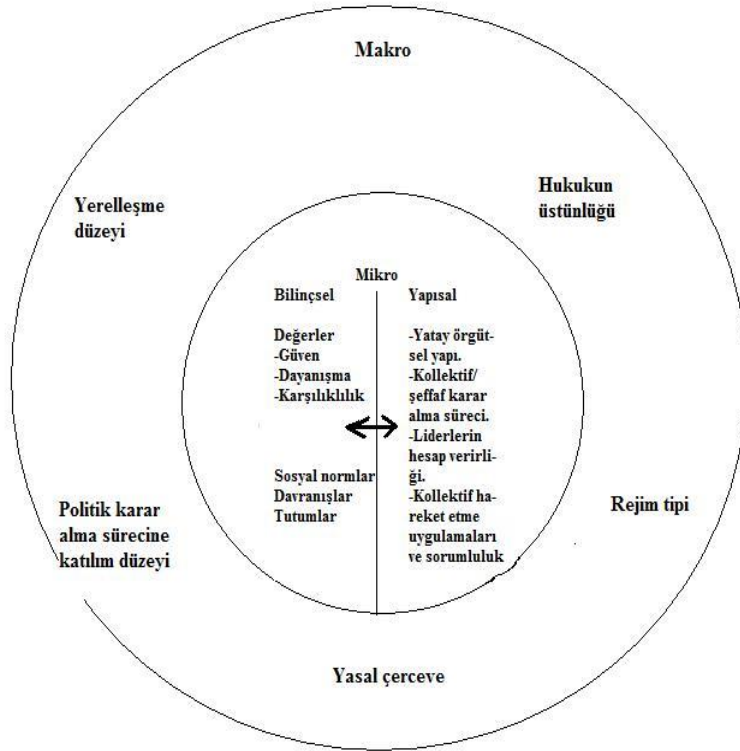 Makro
Yerelleşme
düzeyi
Hukukun
üstünlüğü
Mikro
Bilinçsel
Değerler
-Güven
-Dayanışma
-Karşılıklılık
Sosyal normlar
Davranışlar
Tutumlar
Yapısal
-Yatay örgüt-
sel yapı.
-Kollektif/
şeffaf karar
alma süreci.
-Liderlerin
hesap verirli-
ği.
-Kollektif ha-
reket etme
uygulamaları
ve sorumluluk
Politik karar
alma sürecine
katılım düzeyi
Rejim tipi
Yasal çerceve